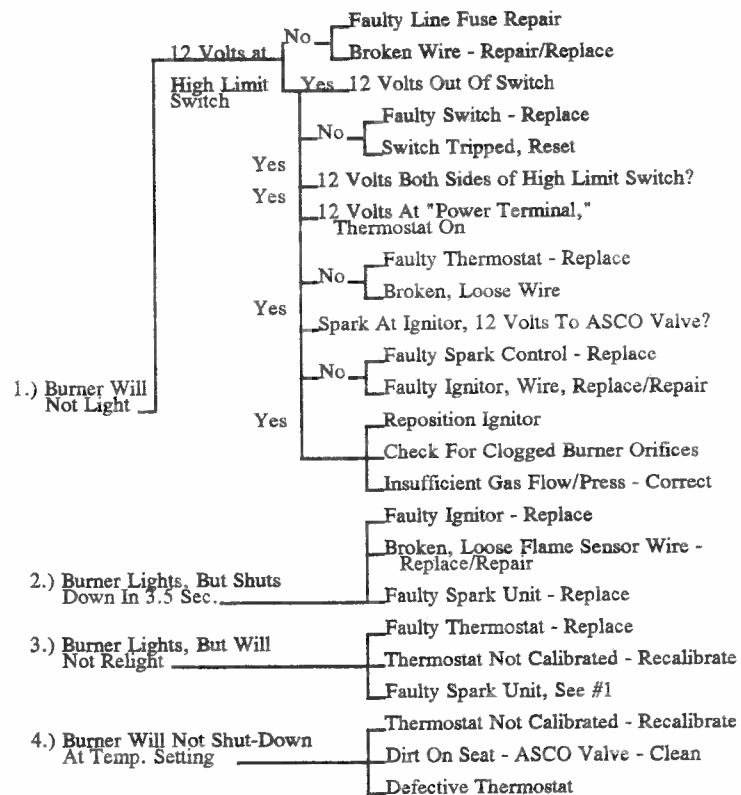 Faulty Line Fuse Repair
No
12 Volts at
Broken Wire - Repair/Replace
High Limit
Switch
Yes
12 Volts Out Of Switch
Faulty Switch - Replace
No
Switch Tripped, Reset
Yes
12 Volts Both Sides of High Limit Switch?
Yes
12 Volts At "Power Terminal,"
Thermostat On
Faulty Thermostat - Replace
No
Broken, Loose Wire
Yes
Spark At Ignitor, 12 Volts To ASCO Valve?
Faulty Spark Control - Replace
No
Faulty Ignitor, Wire, Replace/Repair
1.) Burner Will
Not Light
Yes
Reposition Ignitor
Check For Clogged Burner Orifices
Insufficient Gas Flow/Press - Correct
Faulty Ignitor - Replace
Broken, Loose Flame Sensor Wire -
Replace/Repair
2.) Burner Lights, But Shuts
Down In 3.5 Sec.
Faulty Spark Unit - Replace
Faulty Thermostat - Replace
3.) Burner Lights, But Will
Not Relight
Thermostat Not Calibrated - Recalibrate
Faulty Spark Unit, See #1
Thermostat Not Calibrated - Recalibrate
4.) Burner Will Not Shut-Down
At Temp. Setting
Dirt On Seat - ASCO Valve - Clean
Defective Thermostat